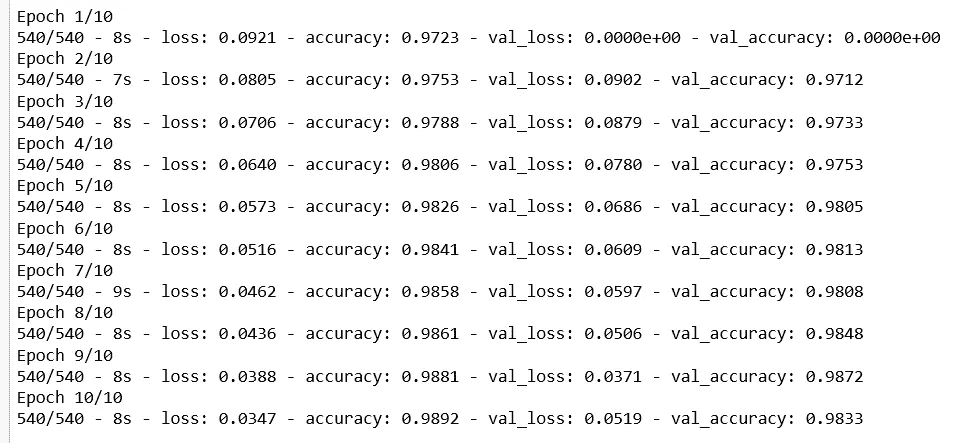 Epoch 1/10
540/540 - 8s - loss: 0.0921 - accuracy: 0.9723 - val_loss: 0.0000e+00 - val_accuracy: 0.0000e+00
Epoch 2/10
540/540 - 7s - loss: 0.0805 - accuracy: 0.9753 - val_loss: 0.0902 - val_accuracy: 0.9712
Epoch 3/10
540/540 - 8s - loss: 0.0706 - accuracy: 0.9788 - val_loss: 0.0879 - val_accuracy: 0.9733
Epoch 4/10
540/540 - 8s - loss: 0.0640 - accuracy: 0.9806 - val_loss: 0.0780 - val_accuracy: 0.9753
Epoch 5/10
540/540 - 8s - loss: 0.0573 - accuracy: 0.9826 - val_loss: 0.0686 - val_accuracy: 0.9805
Epoch 6/10
540/540 - 8s - loss: 0.0516 - accuracy: 0.9841 - val_loss: 0.0609 - val_accuracy: 0.9813
Epoch 7/10
540/540 - 9s - loss: 0.0462 - accuracy: 0.9858 - val_loss: 0.0597 - val_accuracy: 0.9808
Epoch 8/10
540/540 - 8s - loss: 0.0436 - accuracy: 0.9861 - val_loss: 0.0506 - val_accuracy: 0.9848
Epoch 9/10
540/540 - 8s - loss: 0.0388 - accuracy: 0.9881 - val_loss: 0.0371 - val_accuracy: 0.9872
Epoch 10/10
540/540 - 8s - loss: 0.0347 - accuracy: 0.9892 - val_loss: 0.0519 - val_accuracy: 0.9833